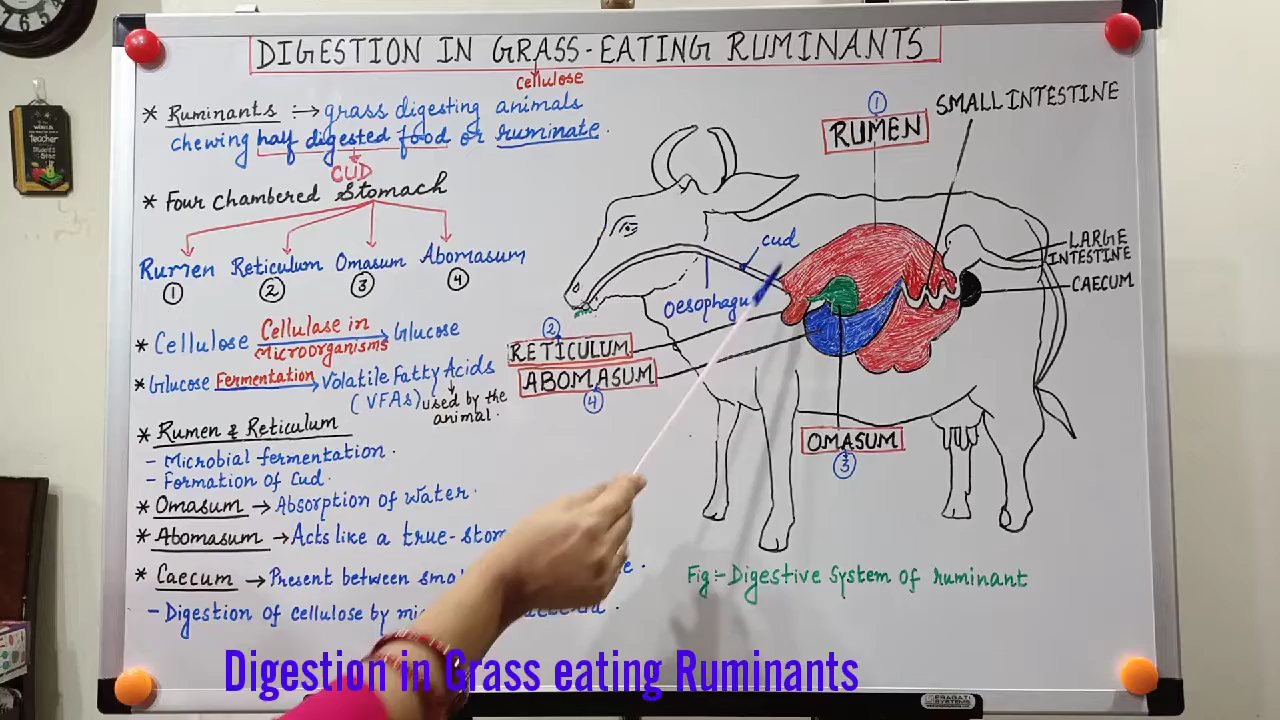 DIGESTION IN GRASS-EATING RUMINANTS
cellulose
* Ruminants :→ grass digesting animals
chewing half digested food or ruminate.
CUD
* Four chambered Stomach
Rumen Reticulum Omasum Abomasum
1 2 3 4
* Cellulose Cellulase in Microorganisms Glucose
* Glucose Fermentation Volatile Fatty Acids
(VFAs) used by the
animal.
* Rumen & Reticulum
- Microbial fermentation.
- Formation of Cud.
* Omasum → Absorption of water.
* Abomasum → Acts like a true-stom
* Caecum → Present between
- Digestion of cellulose by
1
RUMEN
SMALL INTESTINE
cud
Oesophagu
LARGE
INTESTINE
CAECUM
2
RETICULUM
ABOMASUM
4
OMASUM
3
Fig:- Digestive System of ruminant
Digestion in Grass eating Ruminants
Teacher